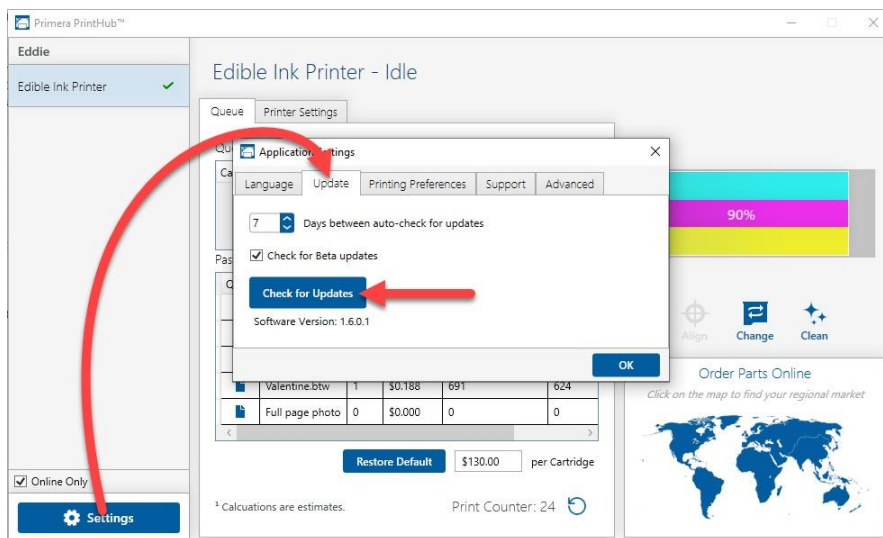 Primera PrintHub™
Eddie
Edible Ink Printer
Edible Ink Printer - Idle
Queue
Printer Settings
Application Settings
Language
Update
Printing Preferences
Support
Advanced
7
Days between auto-check for updates
Check for Beta updates
Check for Updates
Software Version: 1.6.0.1
OK
90%
Align
Change
Clean
Valentine.btw 1 $0.188 691 624
Full page photo 0 $0.000 0 0
Restore Default
$130.00
per Cartridge
Order Parts Online
Click on the map to find your regional market
Online Only
Settings
¹ Calcuations are estimates.
Print Counter: 24